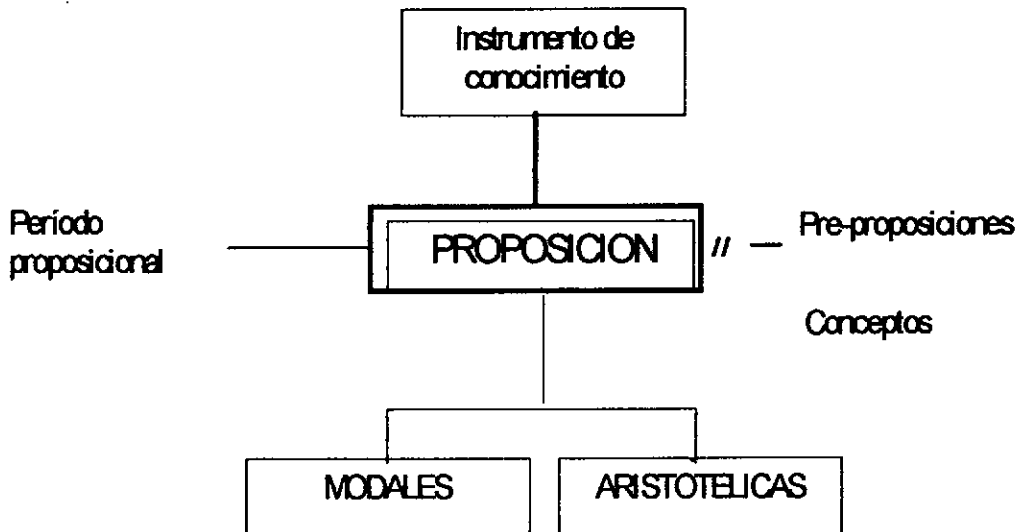 Instrumento de
conocimiento
Período
proposicional
PROPOSICION
//
Pre-proposiciones
Conceptos
MODALES
ARISTOTELICAS